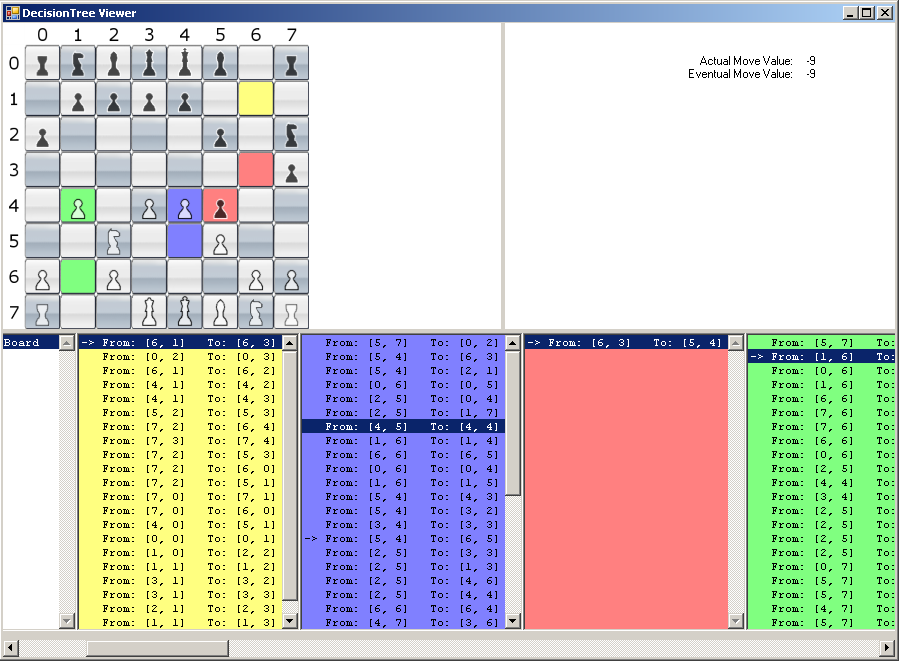 DecisionTree Viewer
0 1 2 3 4 5 6 7
Actual Move Value: -9
Eventual Move Value: -9
0
1
2
3
4
5
6
7
Board
-> From: [6, 1] To: [6, 3]
From: [0, 2] To: [0, 3]
From: [6, 1] To: [6, 2]
From: [4, 1] To: [4, 2]
From: [4, 1] To: [4, 3]
From: [5, 2] To: [5, 3]
From: [7, 2] To: [6, 4]
From: [7, 3] To: [7, 4]
From: [7, 2] To: [5, 3]
From: [7, 2] To: [6, 0]
From: [7, 2] To: [5, 1]
From: [7, 0] To: [7, 1]
From: [7, 0] To: [6, 0]
From: [4, 0] To: [5, 1]
From: [0, 0] To: [0, 1]
From: [1, 0] To: [2, 2]
From: [1, 1] To: [1, 2]
From: [3, 1] To: [3, 2]
From: [3, 1] To: [3, 3]
From: [2, 1] To: [2, 3]
From: [1, 1] To: [1, 3]
From: [5, 7] To: [0, 2]
From: [5, 4] To: [6, 3]
From: [5, 4] To: [2, 1]
From: [0, 6] To: [0, 5]
From: [2, 5] To: [0, 4]
From: [2, 5] To: [1, 7]
From: [4, 5] To: [4, 4]
From: [1, 6] To: [1, 4]
From: [6, 6] To: [6, 5]
From: [0, 6] To: [0, 4]
From: [1, 6] To: [1, 5]
From: [5, 4] To: [4, 3]
From: [5, 4] To: [3, 2]
From: [3, 4] To: [3, 3]
-> From: [5, 4] To: [6, 5]
From: [2, 5] To: [3, 3]
From: [2, 5] To: [1, 3]
From: [2, 5] To: [4, 6]
From: [2, 5] To: [4, 4]
From: [6, 6] To: [6, 4]
From: [4, 7] To: [3, 6]
-> From: [6, 3] To: [5, 4]
From: [5, 7] To:
-> From: [1, 6] To:
From: [0, 6] To:
From: [1, 6] To:
From: [2, 5] To:
From: [6, 6] To:
From: [7, 6] To:
From: [6, 6] To:
From: [0, 6] To:
From: [2, 5] To:
From: [4, 4] To:
From: [3, 4] To:
From: [2, 5] To:
From: [2, 5] To:
From: [2, 5] To:
From: [0, 7] To:
From: [5, 7] To:
From: [5, 7] To:
From: [4, 7] To:
From: [5, 7] To: